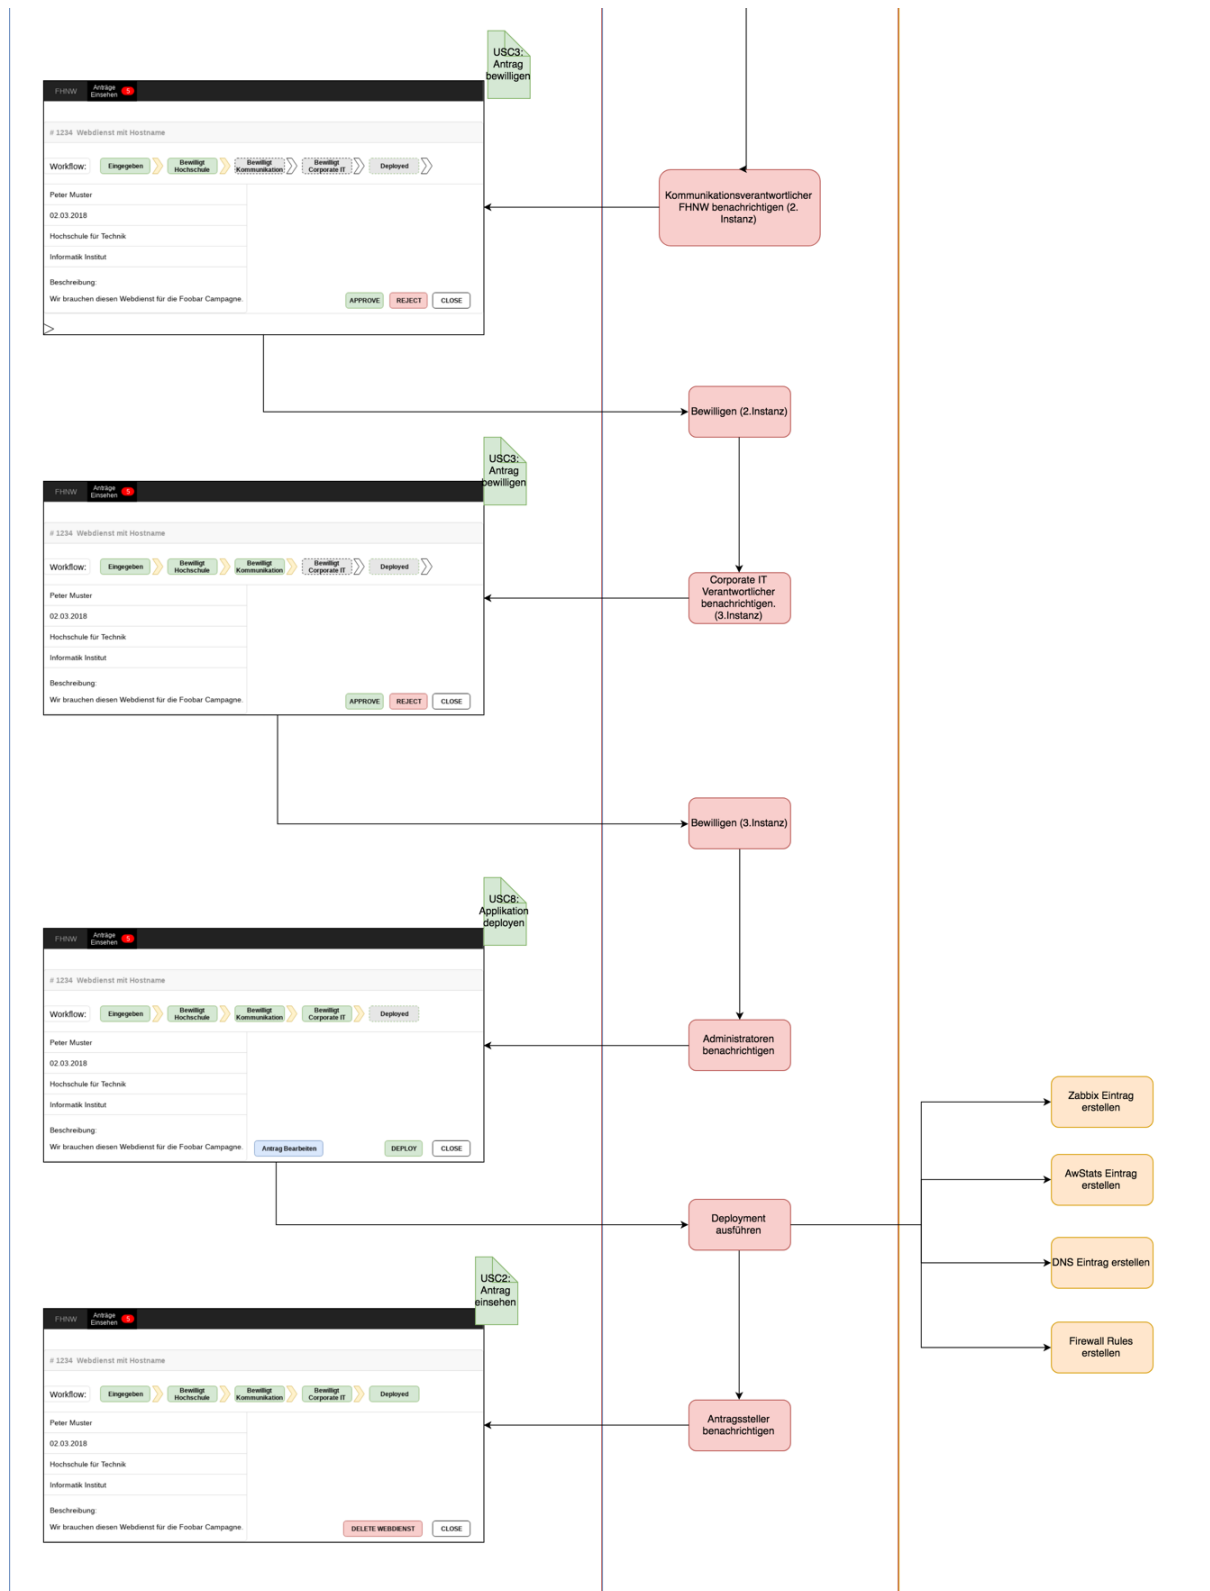 USC3:
Antrag
bewilligen
FHNW
Anträge
Einsehen
5
# 1234 Webdienst mit Hostname
Workflow:
Eingegeben
Bewilligt
Hochschule
Bewilligt
Kommunikation
Bewilligt
Corporate IT
Deployed
Peter Muster
02.03.2018
Hochschule für Technik
Informatik Institut
Beschreibung:
Wir brauchen diesen Webdienst für die Foobar Campagne.
APPROVE
REJECT
CLOSE
Kommunikationsverantwortlicher
FHNW benachrichtigen (2.
Instanz)
Bewilligen (2.Instanz)
USC3:
Antrag
bewilligen
FHNW
Anträge
Einsehen
5
# 1234 Webdienst mit Hostname
Workflow:
Eingegeben
Bewilligt
Hochschule
Bewilligt
Kommunikation
Bewilligt
Corporate IT
Deployed
Peter Muster
02.03.2018
Hochschule für Technik
Informatik Institut
Beschreibung:
Wir brauchen diesen Webdienst für die Foobar Campagne.
APPROVE
REJECT
CLOSE
Corporate IT
Verantwortlicher
benachrichtigen.
(3.Instanz)
Bewilligen (3.Instanz)
USC8:
Applikation
deployen
FHNW
Anträge
Einsehen
5
# 1234 Webdienst mit Hostname
Workflow:
Eingegeben
Bewilligt
Hochschule
Bewilligt
Kommunikation
Bewilligt
Corporate IT
Deployed
Peter Muster
02.03.2018
Hochschule für Technik
Informatik Institut
Beschreibung:
Wir brauchen diesen Webdienst für die Foobar Campagne.
Antrag Bearbeiten
DEPLOY
CLOSE
Administratoren
benachrichtigen
Zabbix Eintrag
erstellen
AwStats Eintrag
erstellen
Deployment
ausführen
DNS Eintrag erstellen
Firewall Rules
erstellen
USC2:
Antrag
einsehen
FHNW
Anträge
Einsehen
5
# 1234 Webdienst mit Hostname
Workflow:
Eingegeben
Bewilligt
Hochschule
Bewilligt
Kommunikation
Bewilligt
Corporate IT
Deployed
Peter Muster
02.03.2018
Hochschule für Technik
Informatik Institut
Beschreibung:
Wir brauchen diesen Webdienst für die Foobar Campagne.
DELETE WEBDIENST
CLOSE
Antragssteller
benachrichtigen